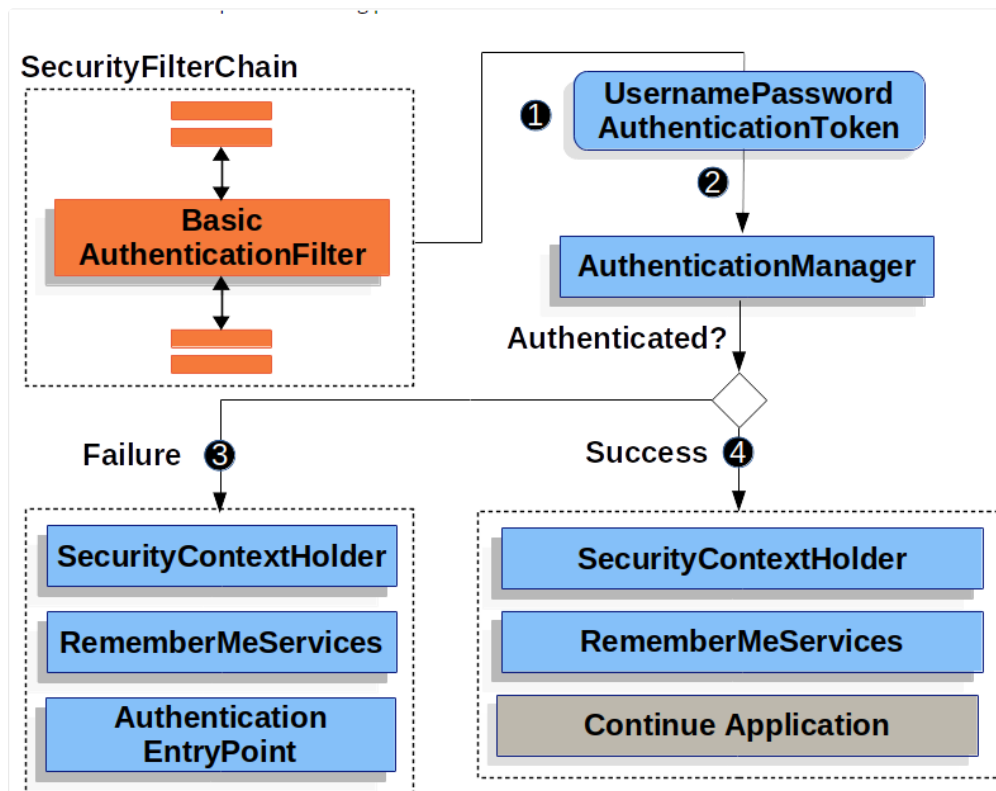 SecurityFilterChain
UsernamePassword
AuthenticationToken
1
2
Basic
AuthenticationFilter
AuthenticationManager
Authenticated?
Failure
3
Success
4
SecurityContextHolder
RememberMeServices
Authentication
EntryPoint
SecurityContextHolder
RememberMeServices
Continue Application